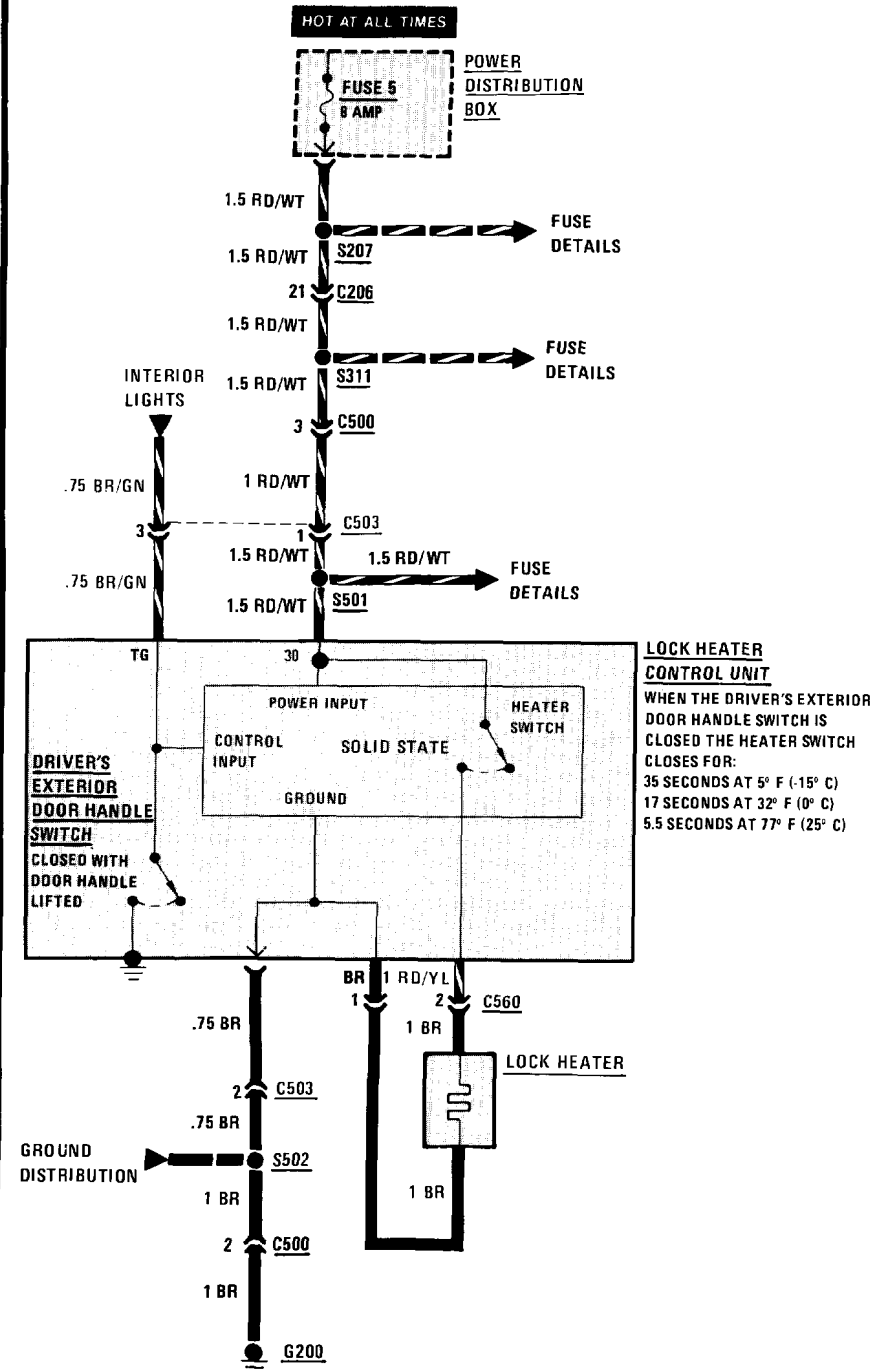 HOT AT ALL TIMES
POWER
DISTRIBUTION
BOX
FUSE 5
8 AMP
1.5 RD/WT
FUSE
DETAILS
S207
1.5 RD/WT
21
C206
1.5 RD/WT
FUSE
DETAILS
S311
1.5 RD/WT
INTERIOR
LIGHTS
3
C500
.75 BR/GN
1 RD/WT
3
1
C503
1.5 RD/WT
1.5 RD/WT
FUSE
DETAILS
.75 BR/GN
1.5 RD/WT
S501
TG
30
LOCK HEATER
CONTROL UNIT
WHEN THE DRIVER'S EXTERIOR
DOOR HANDLE SWITCH IS
CLOSED THE HEATER SWITCH
CLOSES FOR:
35 SECONDS AT 5° F (-15° C)
17 SECONDS AT 32° F (0° C)
5.5 SECONDS AT 77° F (25° C)
POWER INPUT
HEATER
SWITCH
CONTROL
INPUT
SOLID STATE
GROUND
DRIVER'S
EXTERIOR
DOOR HANDLE
SWITCH
CLOSED WITH
DOOR HANDLE
LIFTED
BR
1 RD/YL
1
2
C560
.75 BR
1 BR
LOCK HEATER
2
C503
.75 BR
GROUND
DISTRIBUTION
S502
1 BR
1 BR
2
C500
1 BR
G200